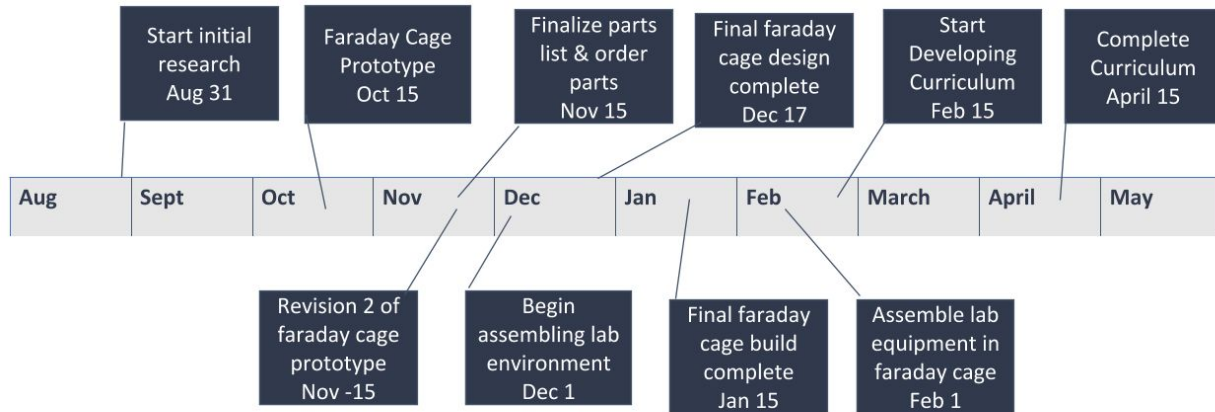 Start initial
research
Aug 31
Faraday Cage
Prototype
Oct 15
Finalize parts
list & order
parts
Nov 15
Final faraday
cage design
complete
Dec 17
Start
Developing
Curriculum
Feb 15
Complete
Curriculum
April 15
Aug Sept Oct Nov Dec Jan Feb March April May
Revision 2 of
faraday cage
prototype
Nov -15
Begin
assembling lab
environment
Dec 1
Final faraday
cage build
complete
Jan 15
Assemble lab
equipment in
faraday cage
Feb 1